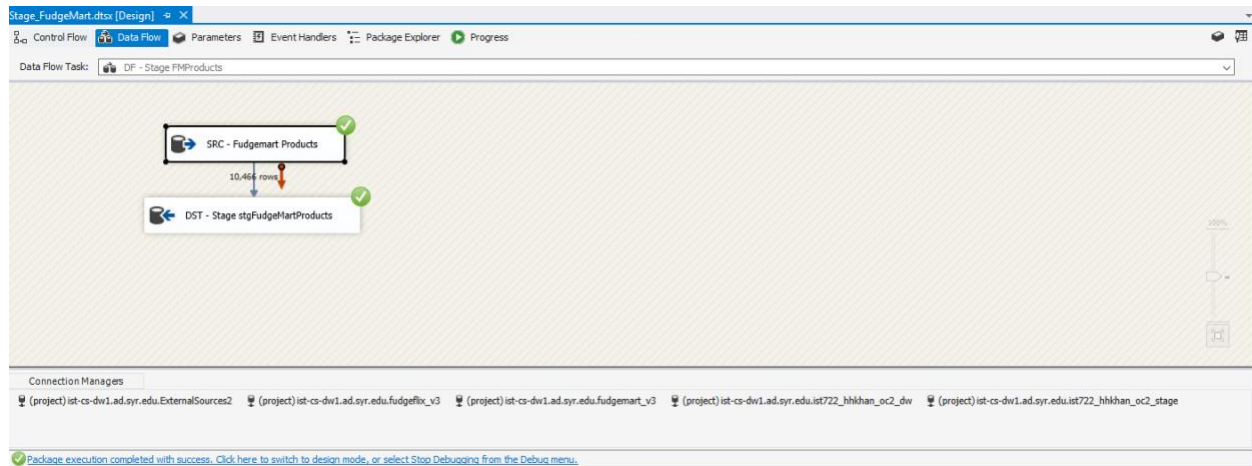 Stage_FudgeMart.dtsx [Design]
Control Flow Data Flow Parameters Event Handlers Package Explorer Progress
Data Flow Task: DF - Stage FMProducts
SRC - Fudgemart Products
10,466 rows
DST - Stage stgFudgeMartProducts
100%
Connection Managers
(project) ist-cs-dw1.ad.syr.edu.ExternalSources2 (project) ist-cs-dw1.ad.syr.edu.fudgeflix_v3 (project) ist-cs-dw1.ad.syr.edu.fudgemart_v3 (project) ist-cs-dw1.ad.syr.edu.ist722_hhkhan_oc2_dw (project) ist-cs-dw1.ad.syr.edu.ist722_hhkhan_oc2_stage
Package execution completed with success. Click here to switch to design mode, or select Stop Debugging from the Debug menu.